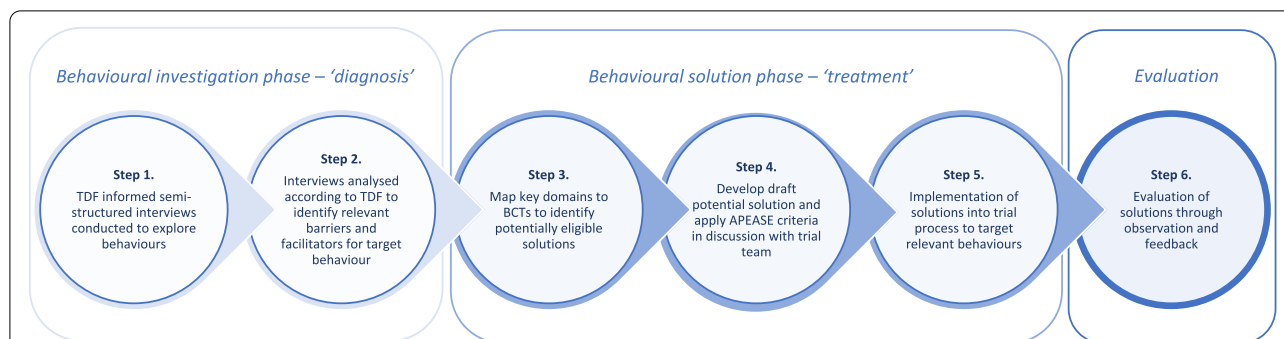 Behavioural investigation phase – ‘diagnosis’
Behavioural solution phase – ‘treatment’
Evaluation
Step 1.
TDF informed semi-
structured interviews
conducted to explore
behaviours
Step 2.
Interviews analysed
according to TDF to
identify relevant
barriers and
facilitators for target
behaviour
Step 3.
Map key domains to
BCTs to identify
potentially eligible
solutions
Step 4.
Develop draft
potential solution and
apply APEASE criteria
in discussion with trial
team
Step 5.
Implementation of
solutions into trial
process to target
relevant behaviours
Step 6.
Evaluation of
solutions through
observation and
feedback